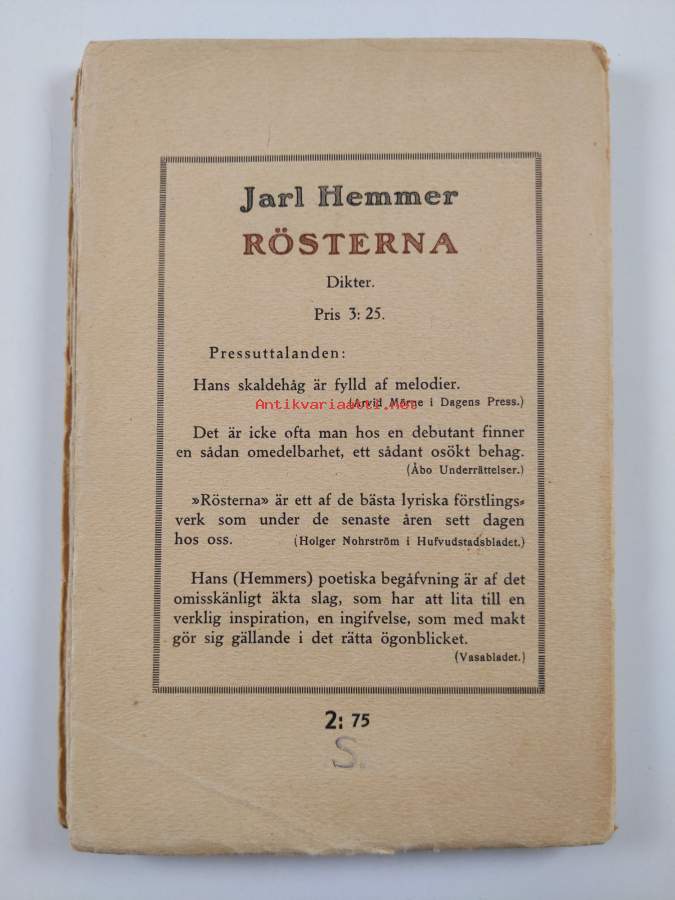 Jarl Hemmer
RÖSTERNA
Dikter.
Pris 3: 25.
Pressuttalanden:
Hans skaldehåg är fylld af melodier.
(Arvid Mörne i Dagens Press.)
Antikvariaatti.net
Det är icke ofta man hos en debutant finner
en sådan omedelbarhet, ett sådant osökt behag.
(Åbo Underrättelser.)
»Rösterna» är ett af de bästa lyriska förstlings-
verk som under de senaste åren sett dagen
hos oss. (Holger Nohrström i Hufvudstadsbladet.)
Hans (Hemmers) poetiska begåfvning är af det
omisskänligt äkta slag, som har att lita till en
verklig inspiration, en ingifvelse, som med makt
gör sig gällande i det rätta ögonblicket.
(Vasabladet.)
2: 75
S.